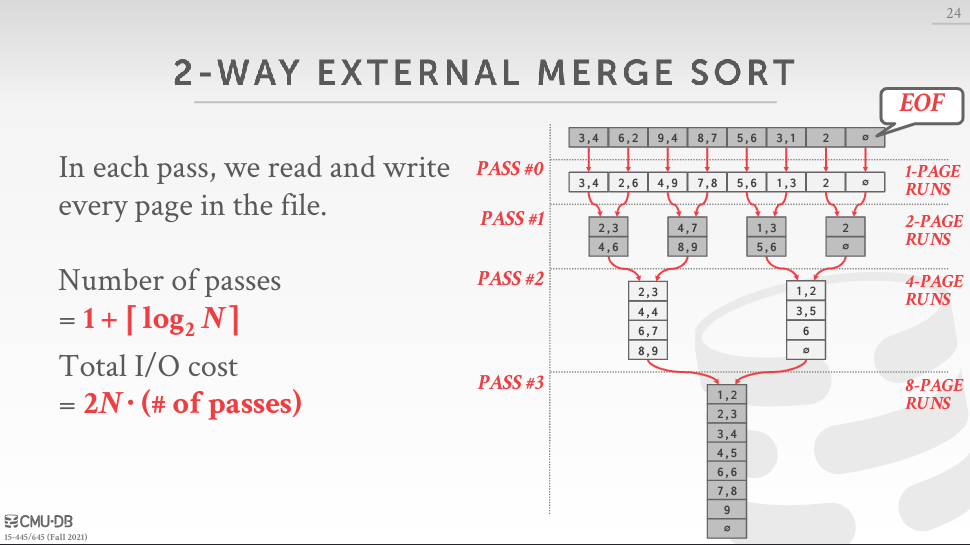 24
2-WAY EXTERNAL MERGE SORT
EOF
In each pass, we read and write
every page in the file.
Number of passes
= 1 + ⌈ log₂ N ⌉
Total I/O cost
= 2N · (# of passes)
3,4 6,2 9,4 8,7 5,6 3,1 2 ∅
PASS #0
1-PAGE
RUNS
3,4 2,6 4,9 7,8 5,6 1,3 2 ∅
PASS #1
2-PAGE
RUNS
2,3 4,7 1,3 2
4,6 8,9 5,6 ∅
PASS #2
4-PAGE
RUNS
2,3 1,2
4,4 3,5
6,7 6
8,9 ∅
PASS #3
8-PAGE
RUNS
1,2
2,3
3,4
4,5
6,6
7,8
9
∅
CMU·DB
15-445/645 (Fall 2021)